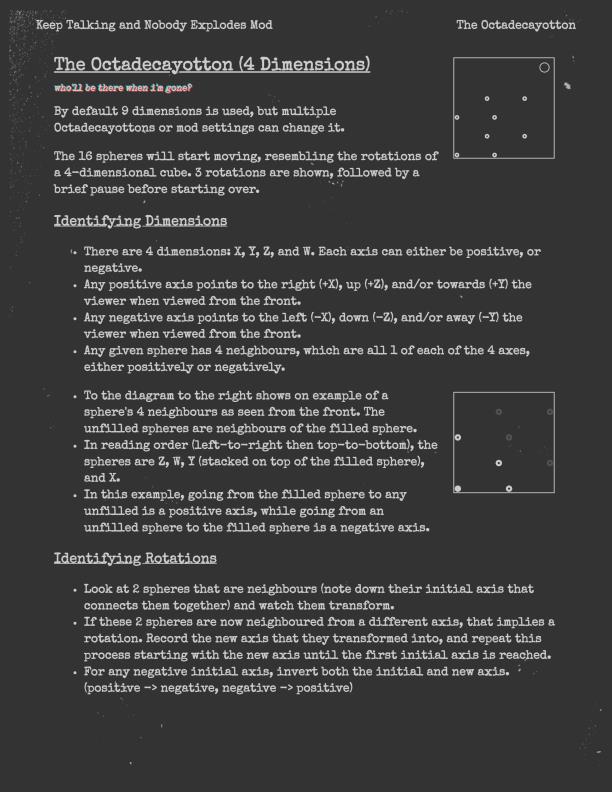 Keep Talking and Nobody Explodes Mod
The Octadecayotton
The Octadecayotton (4 Dimensions)
who'll be there when i'm gone?
By default 9 dimensions is used, but multiple
Octadecayottons or mod settings can change it.
The 16 spheres will start moving, resembling the rotations of
a 4-dimensional cube. 3 rotations are shown, followed by a
brief pause before starting over.
Identifying Dimensions
• There are 4 dimensions: X, Y, Z, and W. Each axis can either be positive, or
negative.
• Any positive axis points to the right (+X), up (+Z), and/or towards (+Y) the
viewer when viewed from the front.
• Any negative axis points to the left (-X), down (-Z), and/or away (-Y) the
viewer when viewed from the front.
• Any given sphere has 4 neighbours, which are all 1 of each of the 4 axes,
either positively or negatively.
• To the diagram to the right shows on example of a
sphere's 4 neighbours as seen from the front. The
unfilled spheres are neighbours of the filled sphere.
• In reading order (left-to-right then top-to-bottom), the
spheres are Z, W, Y (stacked on top of the filled sphere),
and X.
• In this example, going from the filled sphere to any
unfilled is a positive axis, while going from an
unfilled sphere to the filled sphere is a negative axis.
Identifying Rotations
• Look at 2 spheres that are neighbours (note down their initial axis that
connects them together) and watch them transform.
• If these 2 spheres are now neighboured from a different axis, that implies a
rotation. Record the new axis that they transformed into, and repeat this
process starting with the new axis until the first initial axis is reached.
• For any negative initial axis, invert both the initial and new axis.
(positive -> negative, negative -> positive)